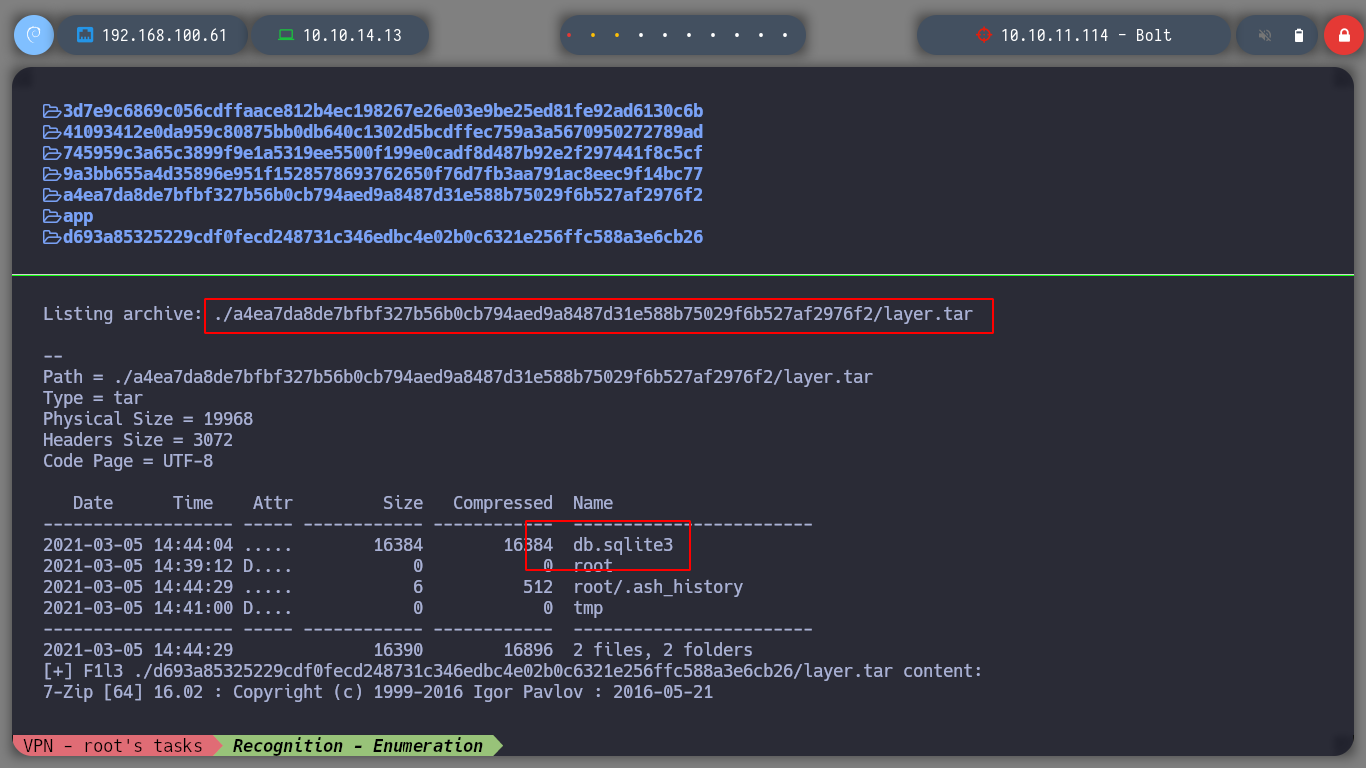 192.168.100.61 10.10.14.13 10.10.11.114 - Bolt
3d7e9c6869c056cdffaace812b4ec198267e26e03e9be25ed81fe92ad6130c6b
41093412e0da959c80875bb0db640c1302d5bcdffec759a3a5670950272789ad
745959c3a65c3899f9e1a5319ee5500f199e0cadf8d487b92e2f297441f8c5cf
9a3bb655a4d35896e951f1528578693762650f76d7fb3aa791ac8eec9f14bc77
a4ea7da8de7bfbf327b56b0cb794aed9a8487d31e588b75029f6b527af2976f2
app
d693a85325229cdf0fecd248731c346edbc4e02b0c6321e256ffc588a3e6cb26
Listing archive: ./a4ea7da8de7bfbf327b56b0cb794aed9a8487d31e588b75029f6b527af2976f2/layer.tar
--
Path = ./a4ea7da8de7bfbf327b56b0cb794aed9a8487d31e588b75029f6b527af2976f2/layer.tar
Type = tar
Physical Size = 19968
Headers Size = 3072
Code Page = UTF-8
   Date      Time    Attr         Size   Compressed  Name
------------------- ----- ------------ ------------  ------------------------
2021-03-05 14:44:04 .....        16384        16384  db.sqlite3
2021-03-05 14:39:12 D....            0            0  root
2021-03-05 14:44:29 .....            6          512  root/.ash_history
2021-03-05 14:41:00 D....            0            0  tmp
------------------- ----- ------------ ------------  ------------------------
2021-03-05 14:44:29              16390        16896  2 files, 2 folders
[+] F1l3 ./d693a85325229cdf0fecd248731c346edbc4e02b0c6321e256ffc588a3e6cb26/layer.tar content:
7-Zip [64] 16.02 : Copyright (c) 1999-2016 Igor Pavlov : 2016-05-21
VPN - root's tasks Recognition - Enumeration